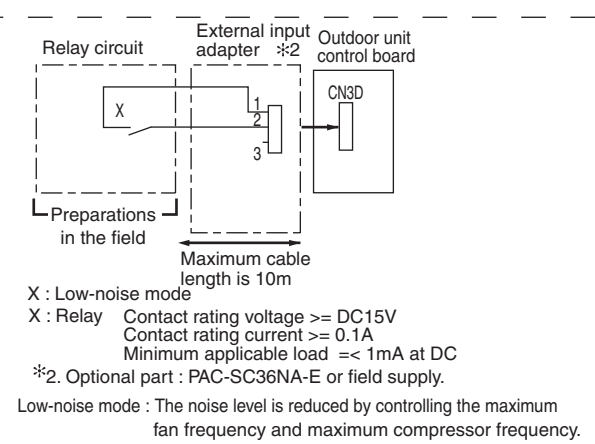 Relay circuit
External input
adapter ✻2
Outdoor unit
control board
CN3D
X
1
2
3
Preparations
in the field
Maximum cable
length is 10m
X : Low-noise mode
X : Relay Contact rating voltage >= DC15V
Contact rating current >= 0.1A
Minimum applicable load =< 1mA at DC
✻2. Optional part : PAC-SC36NA-E or field supply.
Low-noise mode : The noise level is reduced by controlling the maximum
fan frequency and maximum compressor frequency.